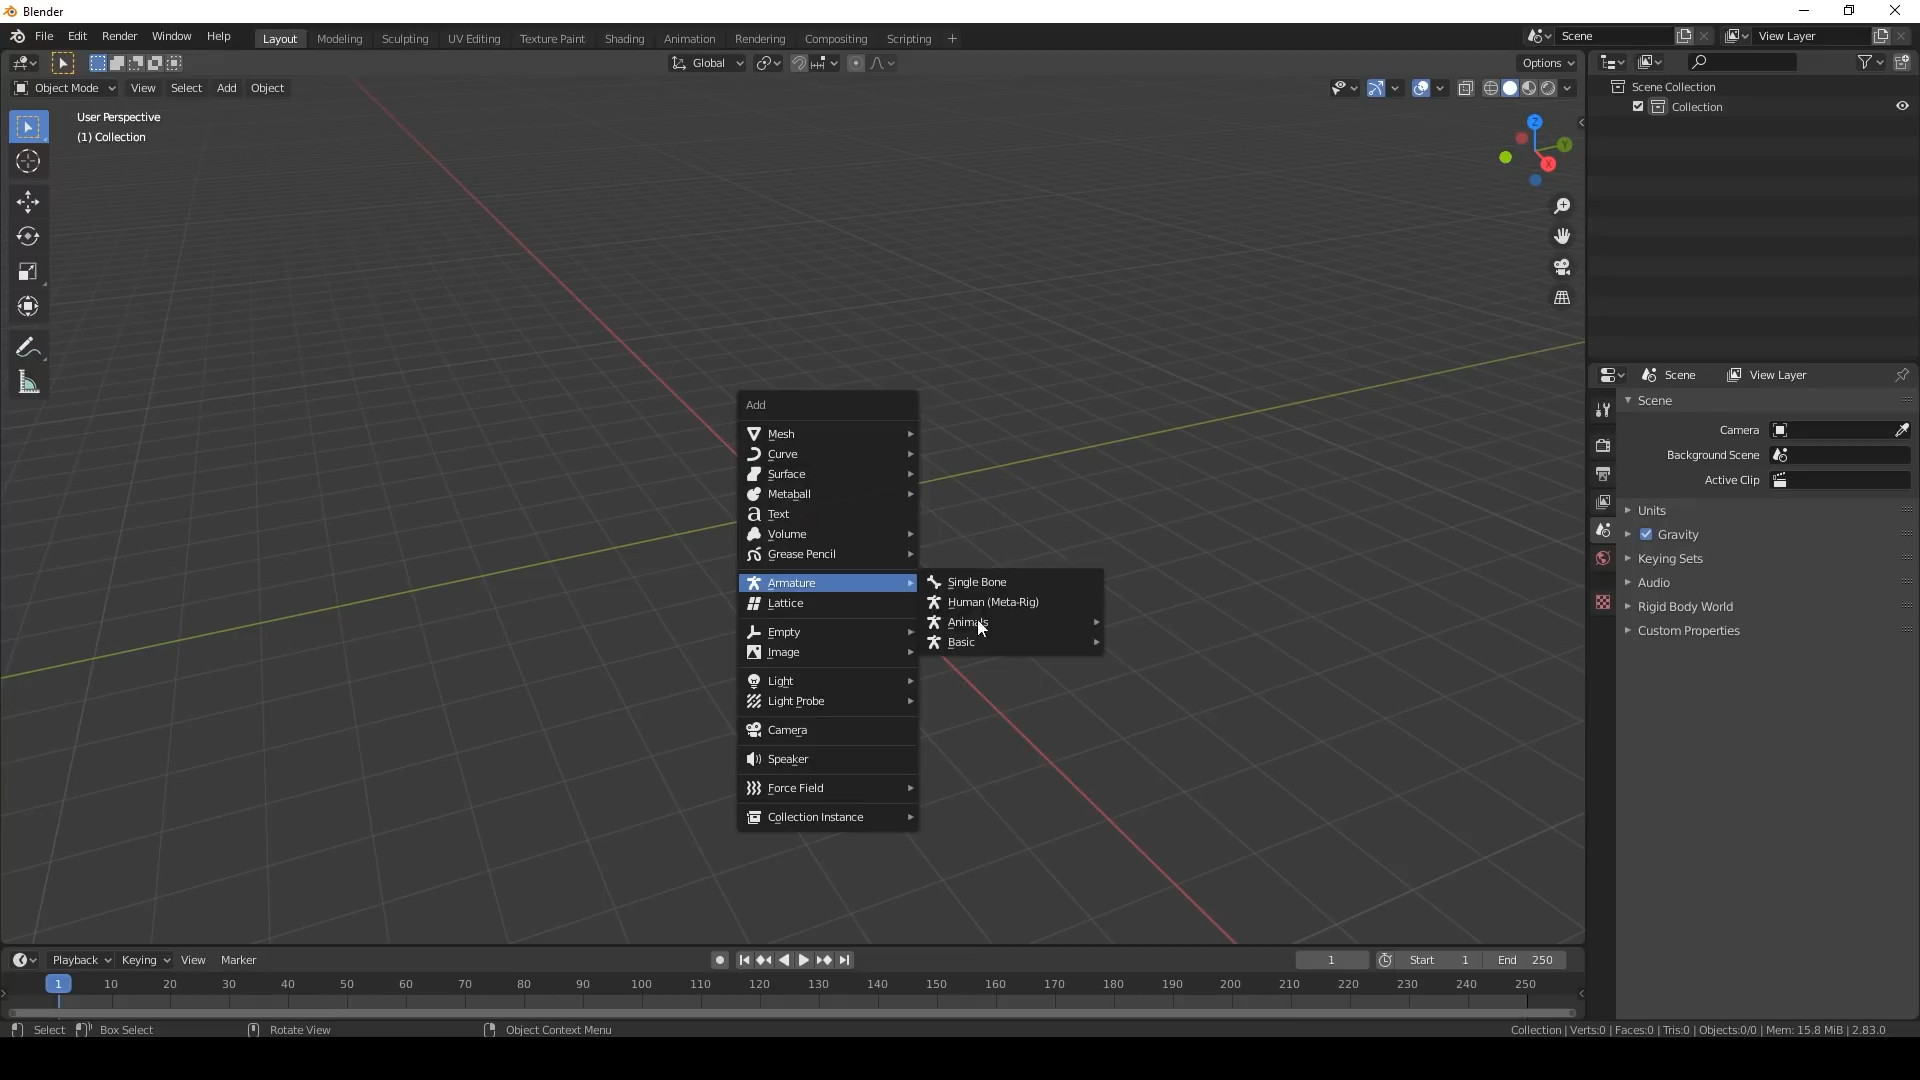 Blender
File Edit Render Window Help Layout Modeling Sculpting UV Editing Texture Paint Shading Animation Rendering Compositing Scripting + Scene View Layer
Global Options
Object Mode View Select Add Object
Scene Collection
Collection
User Perspective
(1) Collection
Z
Y
X
Scene View Layer
Scene
Camera
Background Scene
Active Clip
Units
Gravity
Keying Sets
Audio
Rigid Body World
Custom Properties
Add
Mesh
Curve
Surface
Metaball
Text
Volume
Grease Pencil
Armature
Lattice
Empty
Image
Light
Light Probe
Camera
Speaker
Force Field
Collection Instance
Single Bone
Human (Meta-Rig)
Animals
Basic
Playback Keying View Marker 1 Start 1 End 250
1 10 20 30 40 50 60 70 80 90 100 110 120 130 140 150 160 170 180 190 200 210 220 230 240 250
Select Box Select Rotate View Object Context Menu Collection | Verts:0 | Faces:0 | Tris:0 | Objects:0/0 | Mem: 15.8 MiB | 2.83.0